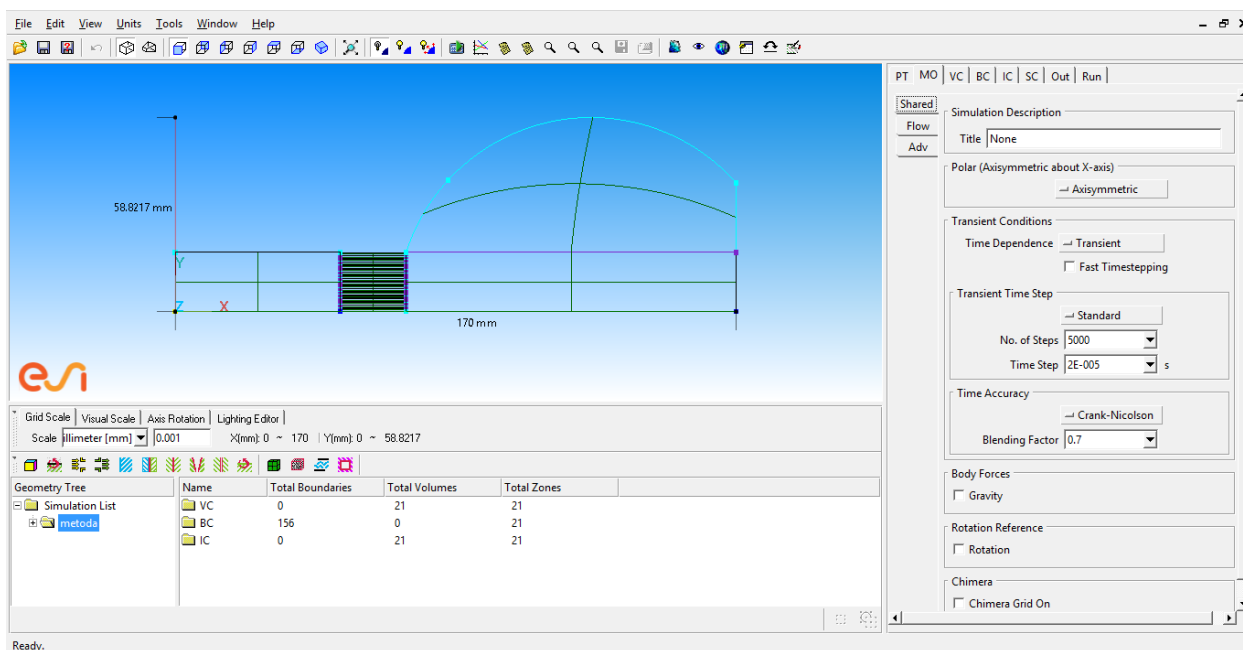 File Edit View Units Tools Window Help
58.8217 mm
Y
Z X
170 mm
esi
Grid Scale Visual Scale Axis Rotation Lighting Editor
Scale illimeter [mm] 0.001 X(mm): 0 ~ 170 Y(mm): 0 ~ 58.8217
Geometry Tree
Simulation List
metoda
Name Total Boundaries Total Volumes Total Zones
VC 0 21 21
BC 156 0 21
IC 0 21 21
Ready.
PT MO VC BC IC SC Out Run
Shared
Flow
Adv
Simulation Description
Title None
Polar (Axisymmetric about X-axis)
Axisymmetric
Transient Conditions
Time Dependence Transient
Fast Timestepping
Transient Time Step
Standard
No. of Steps 5000
Time Step 2E-005 s
Time Accuracy
Crank-Nicolson
Blending Factor 0.7
Body Forces
Gravity
Rotation Reference
Rotation
Chimera
Chimera Grid On